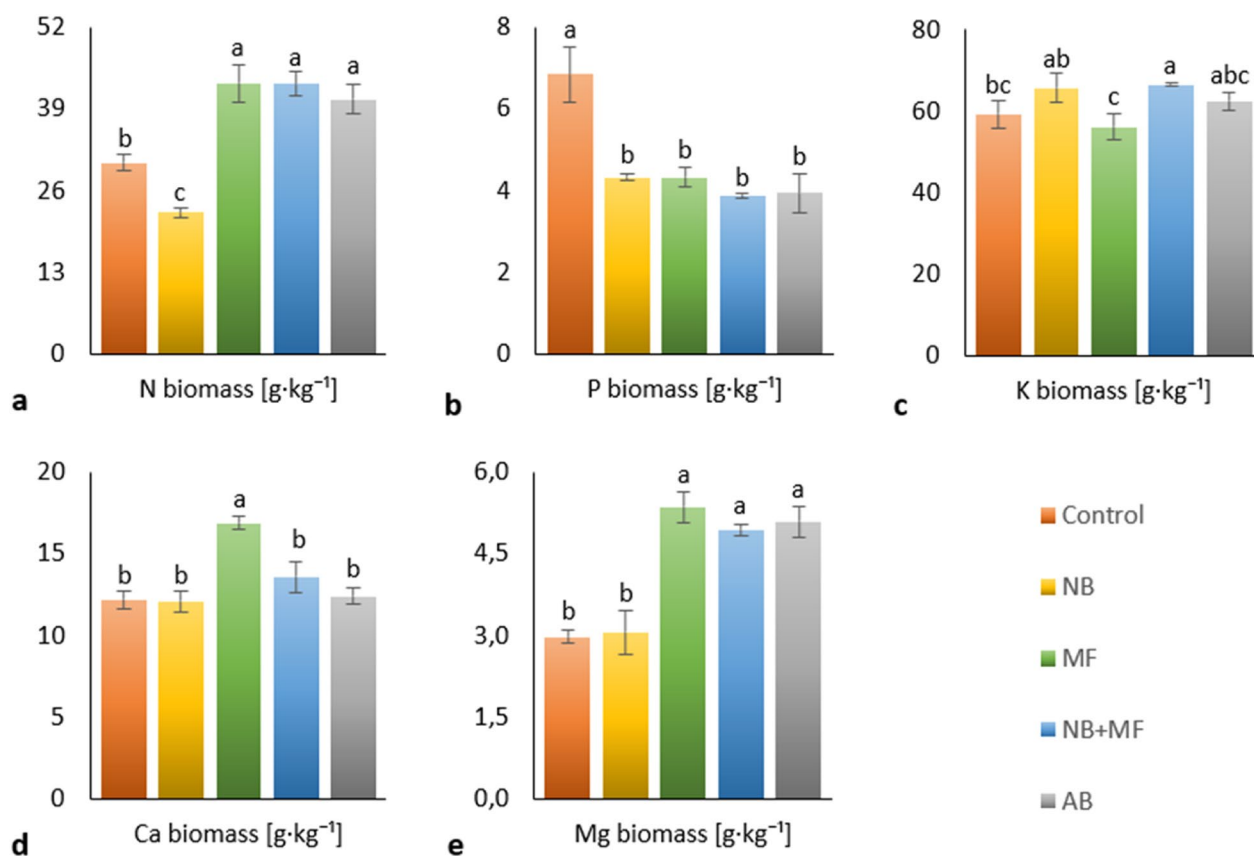 52
39
26
13
0
b
c
a
a
a
a
N biomass [g·kg⁻¹]
8
6
4
2
0
a
b
b
b
b
b
P biomass [g·kg⁻¹]
80
60
40
20
0
bc
ab
c
a
abc
c
K biomass [g·kg⁻¹]
20
15
10
5
0
b
b
a
b
b
d
Ca biomass [g·kg⁻¹]
6,0
4,5
3,0
1,5
0,0
b
b
a
a
a
e
Mg biomass [g·kg⁻¹]
Control
NB
MF
NB+MF
AB